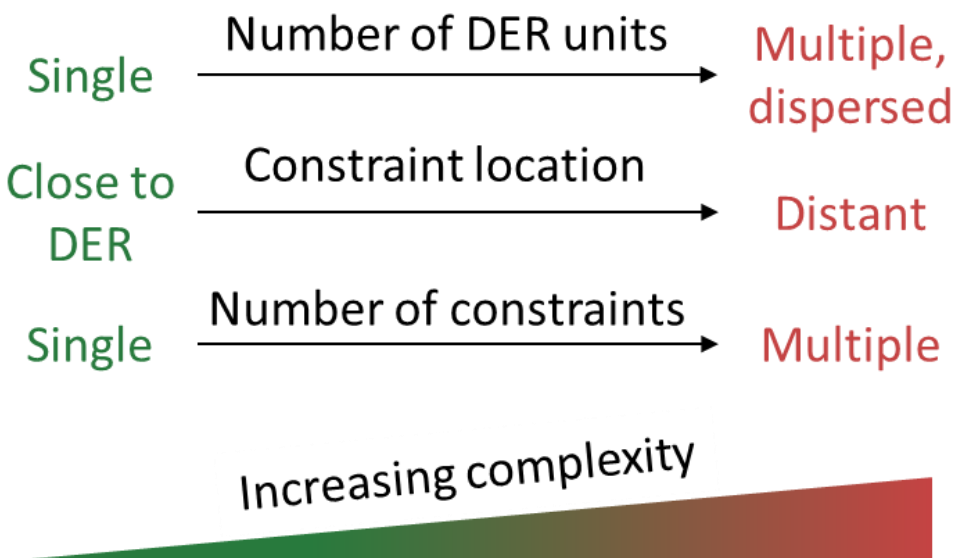 Number of DER units
Single
Multiple,
dispersed
Constraint location
Close to
DER
Distant
Number of constraints
Single
Multiple
Increasing complexity